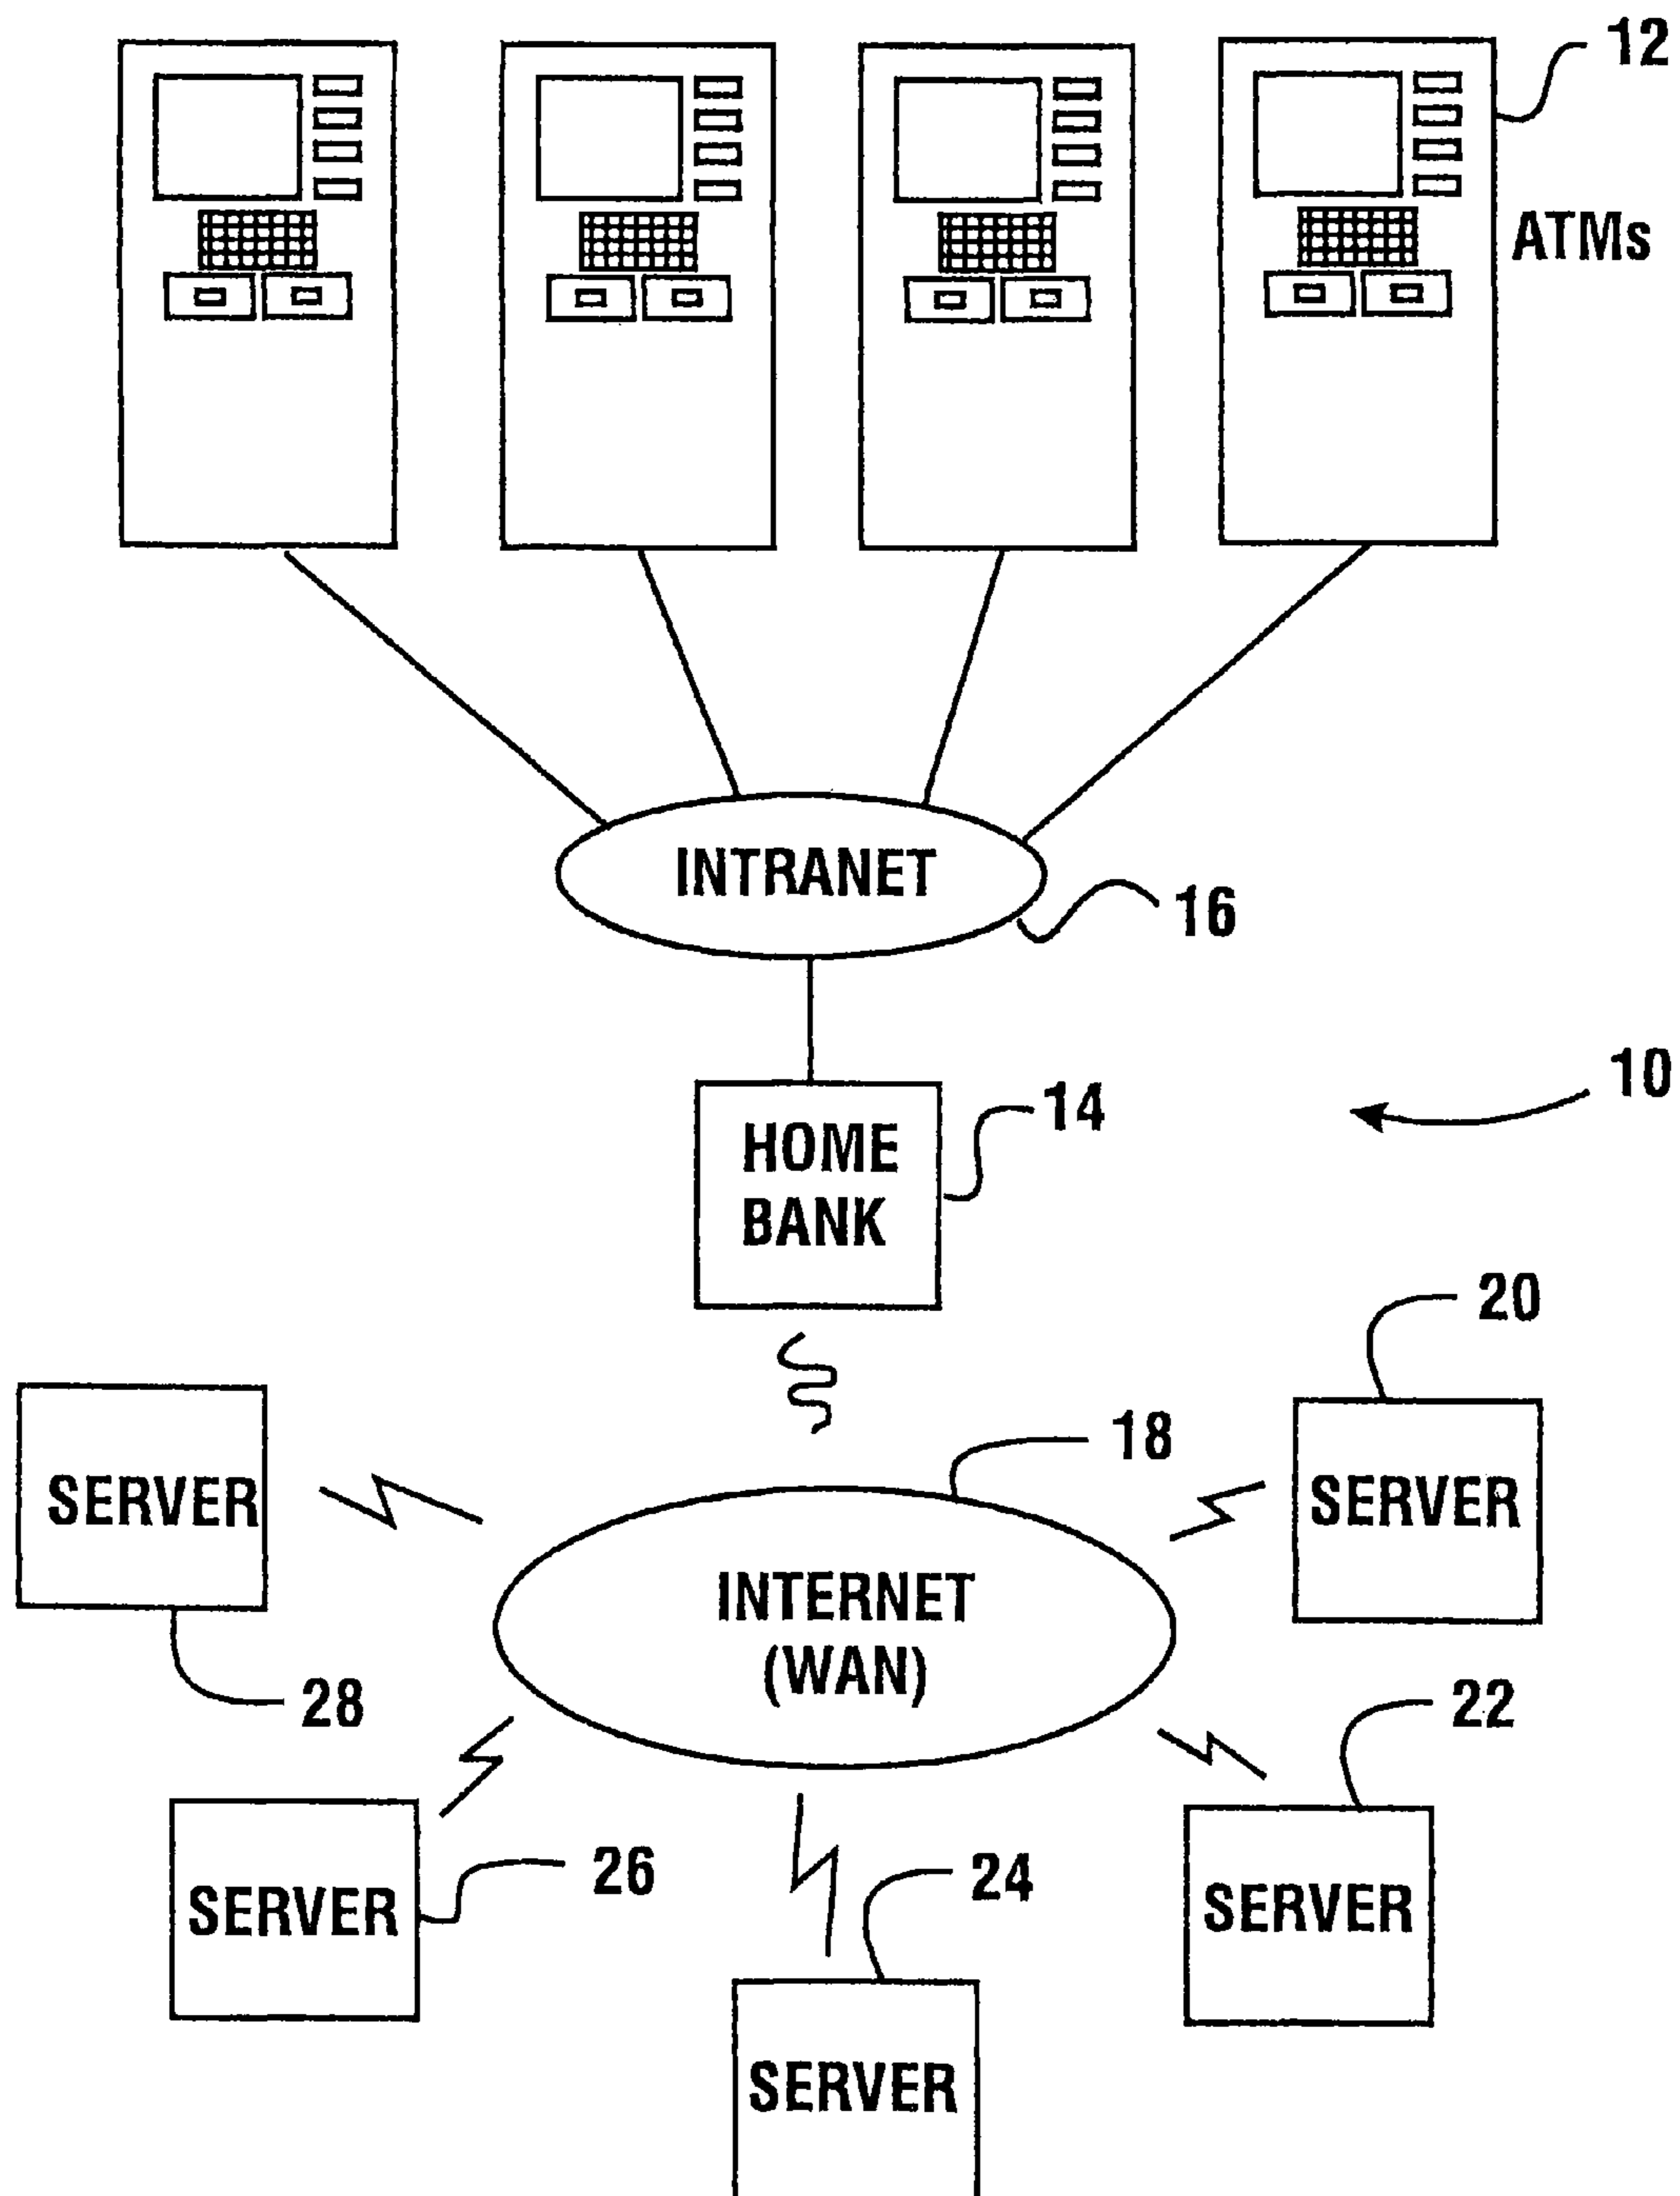 12
ATMs
INTRANET
16
10
14
HOME
BANK
20
18
SERVER
SERVER
INTERNET
(WAN)
28
22
26
24
SERVER
SERVER
SERVER